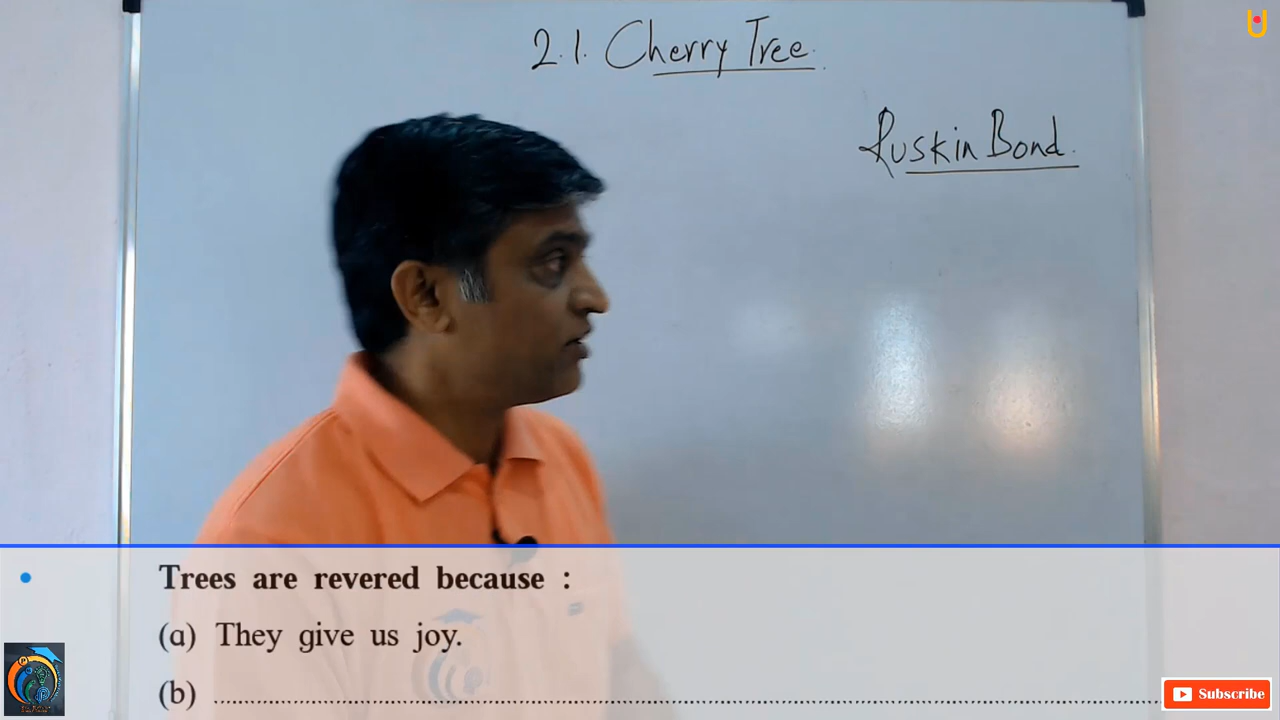 2.1. Cherry Tree.
Ruskin Bond.
Trees are revered because :
(a) They give us joy.
(b) ........................................................................
Subscribe